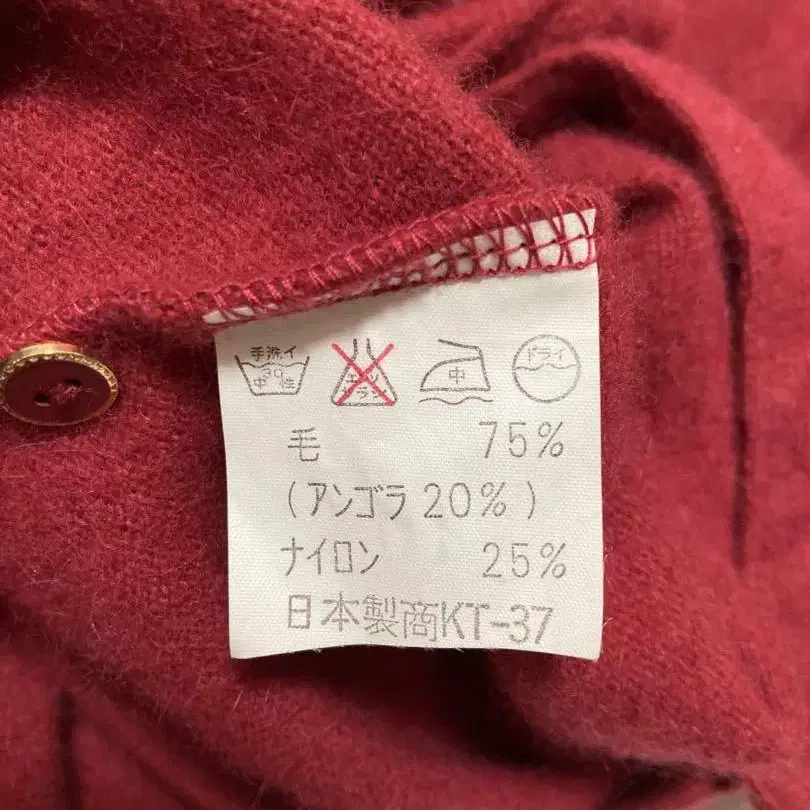 手洗イ
30
中性
エンソ
サラシ
中
ドライ
毛 75%
(アンゴラ 20%)
ナイロン 25%
日本製商KT-37